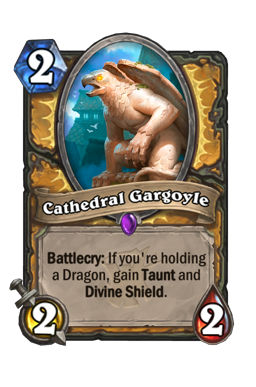 2
Cathedral Gargoyle
Battlecry: If you're holding
a Dragon, gain Taunt and
Divine Shield.
2 2